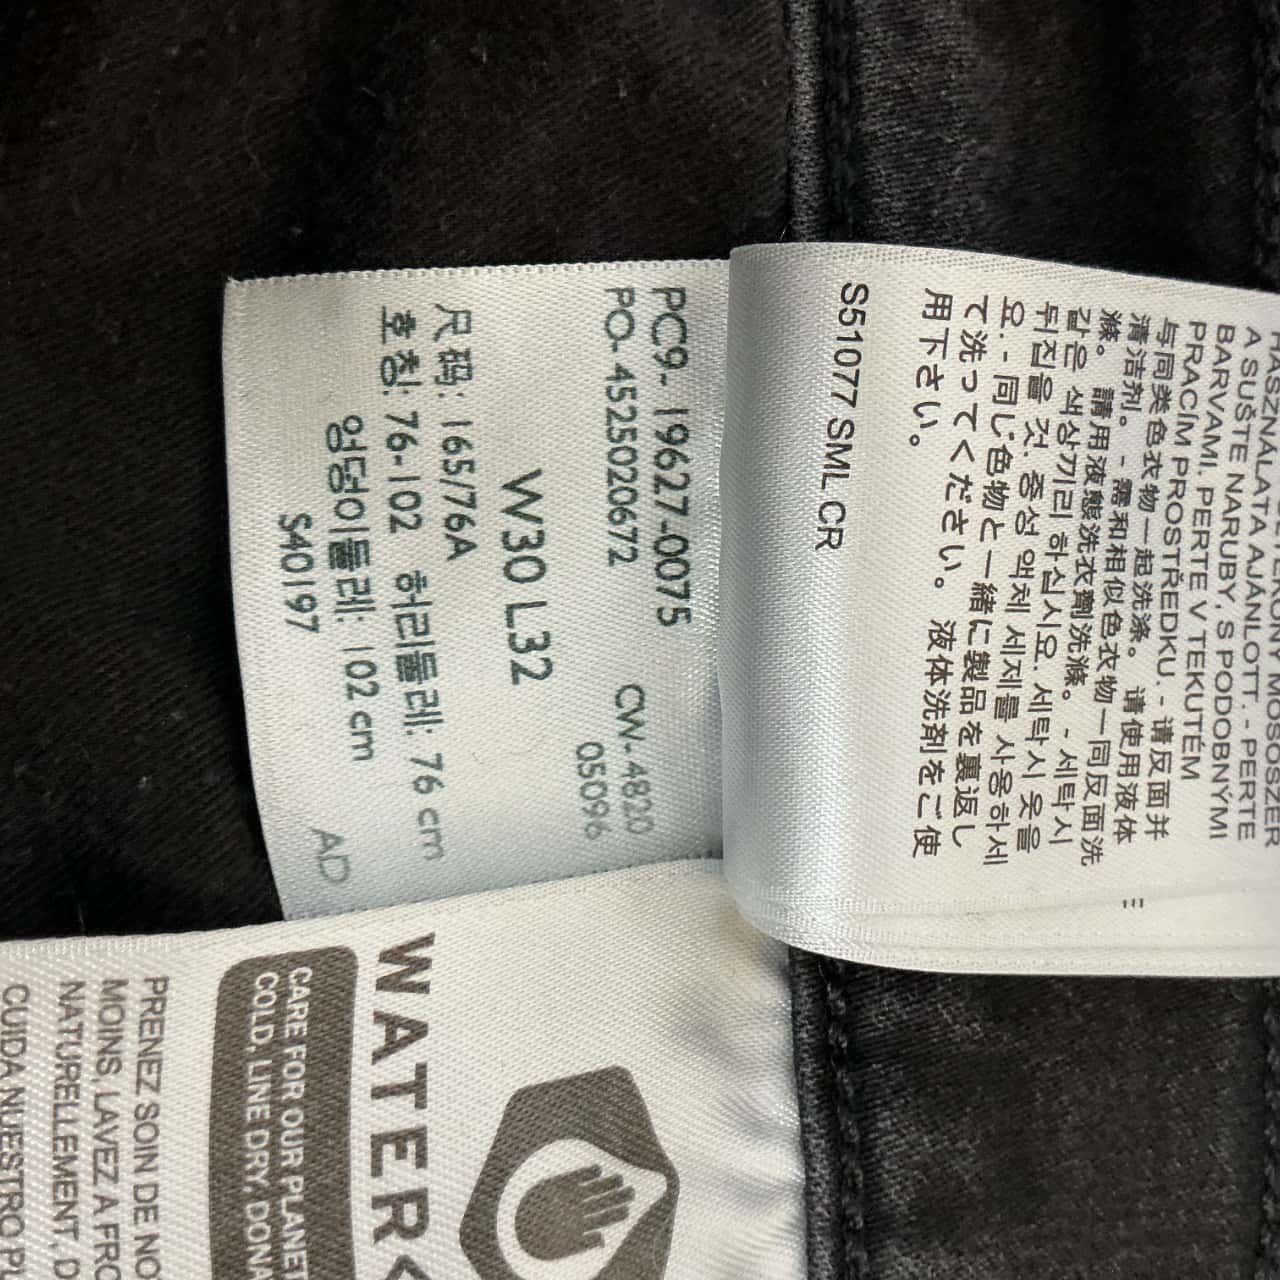 HASZNÁLATA AJÁNLOTT. - PERTE
A SUŠTE NARUBY, S PODOBNÝMI
BARVAMI. PERTE V TEKUTÉM
PRACÍM PROSTŘEDKU. - 请反面并
与同类色衣物一起洗涤。请使用液体
清洁剂。 - 需和相似色衣物一同反面洗
滌。請用液態洗衣劑洗滌。 - 세탁시
같은 색상끼리 하십시요. 세탁시 옷을
뒤집을 것. 중성 액체 세제를 사용하세
요. - 同じ色物と一緒に製品を裏返し
て洗ってください。液体洗剤をご使
用下さい。
S51077 SML CR
PC9- 19627-0075
PO- 4525020672 CW-4820
05096
W30 L32
尺码: 165/76A
호칭: 76-102 허리둘레: 76 cm
엉덩이둘레: 102 cm
S40197 AD
WATER<
CARE FOR OUR PLANET
COLD, LINE DRY, DONA
PRENEZ SOIN DE NO
MOINS, LAVEZ A FRO
NATURELLEMENT, D
CUIDA NUESTRO PL